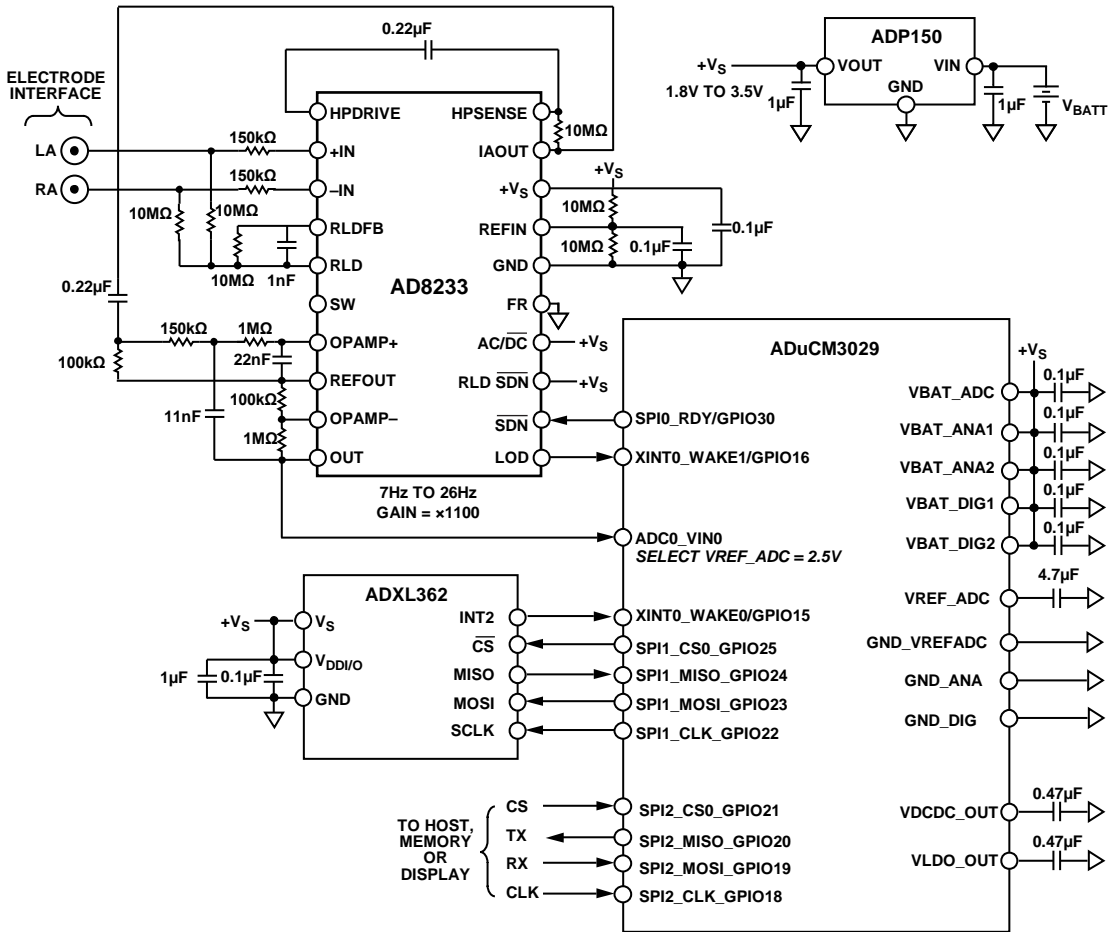 0.22µF
ELECTRODE
INTERFACE
LA
RA
150kΩ
150kΩ
10MΩ
10MΩ
10MΩ
1nF
0.22µF
150kΩ
1MΩ
100kΩ
22nF
11nF
100kΩ
1MΩ
HPDRIVE
+IN
–IN
RLDFB
RLD
SW
OPAMP+
REFOUT
OPAMP–
OUT
AD8233
HPSENSE
IAOUT
+VS
REFIN
GND
FR
AC/DC
RLD SDN
SDN
LOD
10MΩ
+VS
10MΩ
10MΩ
0.1µF
0.1µF
+VS
+VS
7Hz TO 26Hz
GAIN = ×1100
ADP150
+VS
1.8V TO 3.5V
VOUT
VIN
GND
1µF
1µF
VBATT
ADuCM3029
SPI0_RDY/GPIO30
XINT0_WAKE1/GPIO16
ADC0_VIN0
SELECT VREF_ADC = 2.5V
XINT0_WAKE0/GPIO15
SPI1_CS0_GPIO25
SPI1_MISO_GPIO24
SPI1_MOSI_GPIO23
SPI1_CLK_GPIO22
SPI2_CS0_GPIO21
SPI2_MISO_GPIO20
SPI2_MOSI_GPIO19
SPI2_CLK_GPIO18
+VS
VBAT_ADC
0.1µF
VBAT_ANA1
0.1µF
VBAT_ANA2
0.1µF
VBAT_DIG1
0.1µF
VBAT_DIG2
0.1µF
VREF_ADC
4.7µF
GND_VREFADC
GND_ANA
GND_DIG
VDCDC_OUT
0.47µF
VLDO_OUT
0.47µF
ADXL362
+VS
VS
VDDI/O
GND
1µF
0.1µF
INT2
CS
MISO
MOSI
SCLK
TO HOST,
MEMORY
OR
DISPLAY
CS
TX
RX
CLK